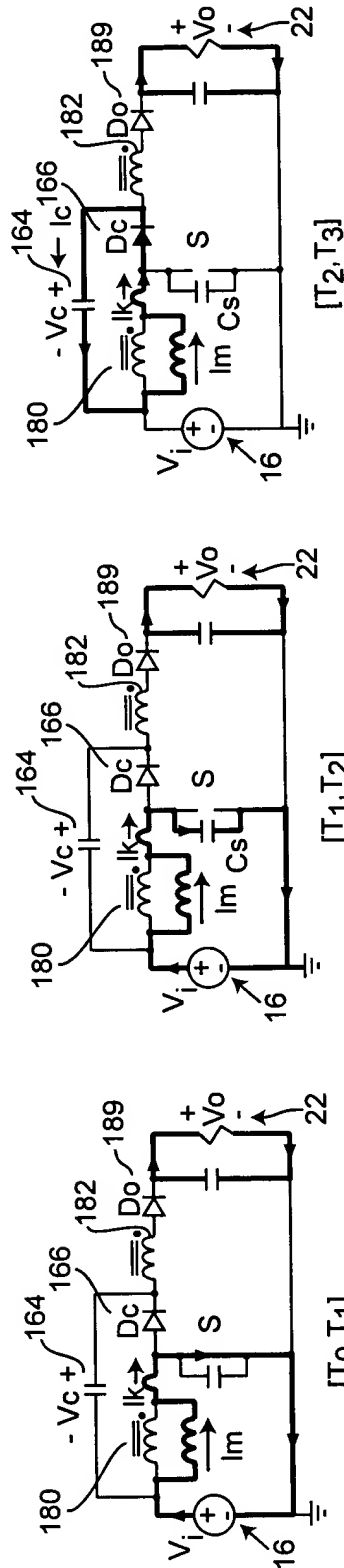 164
- Vc +
166
182
189
180
Ik
Dc
Do
+
Vo
-
Vi
+
-
Im
S
16
22
[To,T1]
164
- Vc +
166
182
189
180
Ik
Dc
Do
+
Vo
-
Vi
+
-
Im
S
Cs
16
22
[T1,T2]
164
- Vc +
Ic
166
182
189
180
Ik
Dc
Do
+
Vo
-
Vi
+
-
Im
S
Cs
16
22
[T2,T3]